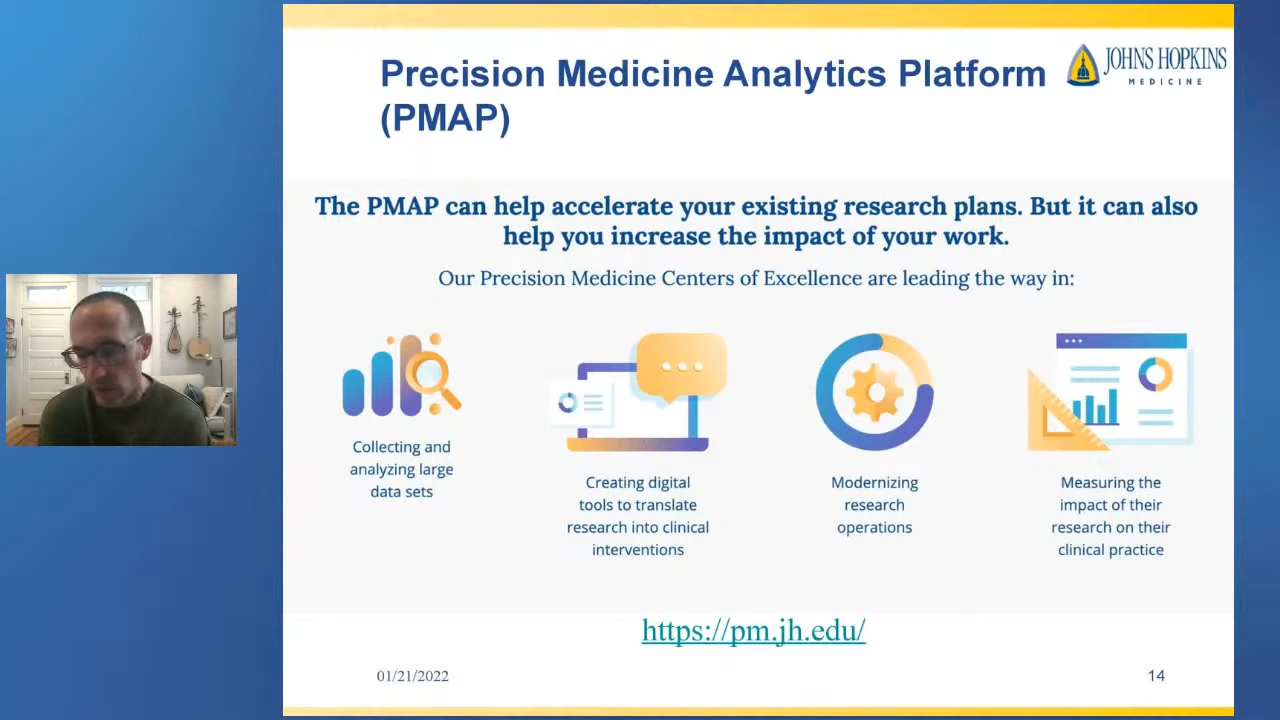 Precision Medicine Analytics Platform
(PMAP)
JOHNS HOPKINS
MEDICINE
The PMAP can help accelerate your existing research plans. But it can also
help you increase the impact of your work.
Our Precision Medicine Centers of Excellence are leading the way in:
Collecting and
analyzing large
data sets
Creating digital
tools to translate
research into clinical
interventions
Modernizing
research
operations
Measuring the
impact of their
research on their
clinical practice
https://pm.jh.edu/
01/21/2022
14